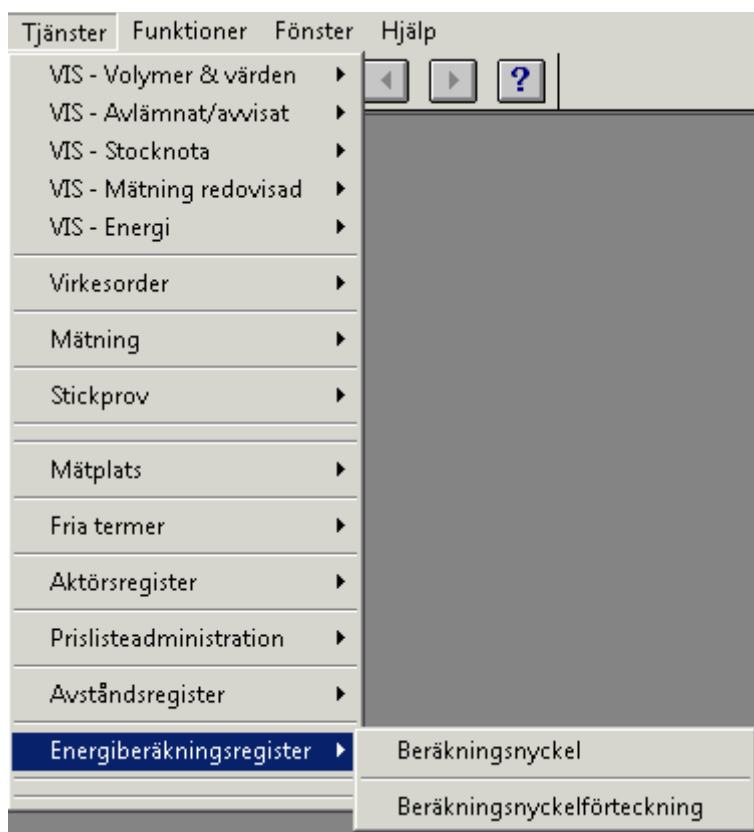 Tjänster Funktioner Fönster Hjälp
VIS - Volymer & värden
VIS - Avlämnat/avvisat
VIS - Stocknota
VIS - Mätning redovisad
VIS - Energi
Virkesorder
Mätning
Stickprov
Mätplats
Fria termer
Aktörsregister
Prislisteadministration
Avståndsregister
Energiberäkningsregister
Beräkningsnyckel
Beräkningsnyckelförteckning